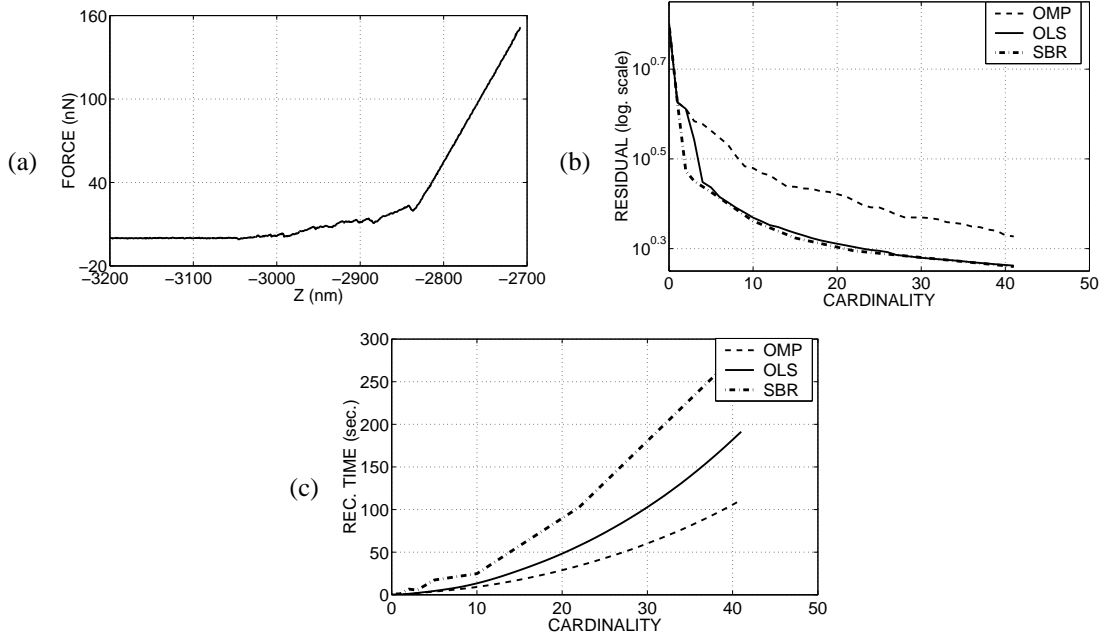 (a)
FORCE (nN)
160
100
40
−20
−3200 −3100 −3000 −2900 −2800 −2700
Z (nm)
(b)
RESIDUAL (log. scale)
10^0.7
10^0.5
10^0.3
0 10 20 30 40 50
CARDINALITY
OMP
OLS
SBR
(c)
REC. TIME (sec.)
300
250
200
150
100
50
0
0 10 20 30 40 50
CARDINALITY
OMP
OLS
SBR